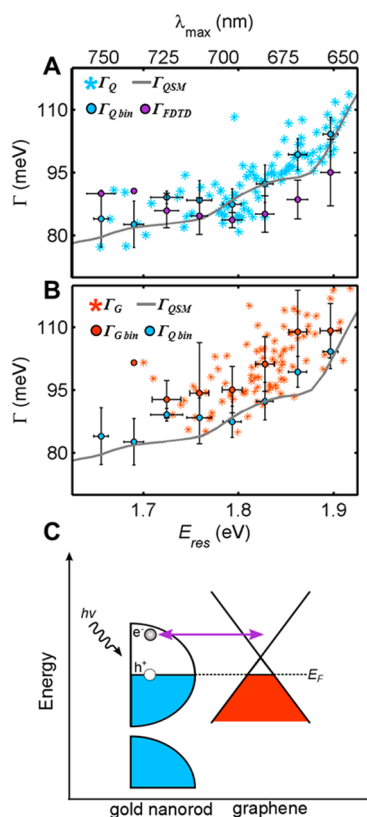 λmax (nm)
750 700 675 650
A
ΓQ ΓQSM
ΓQ bin ΓFDTD
110
95
80
Γ (meV)
B
ΓG ΓQSM
ΓG bin ΓQ bin
110
95
80
Γ (meV)
1.7 1.8 1.9
Eres (eV)
C
Energy
hv
e-
h+
EF
gold nanorod graphene